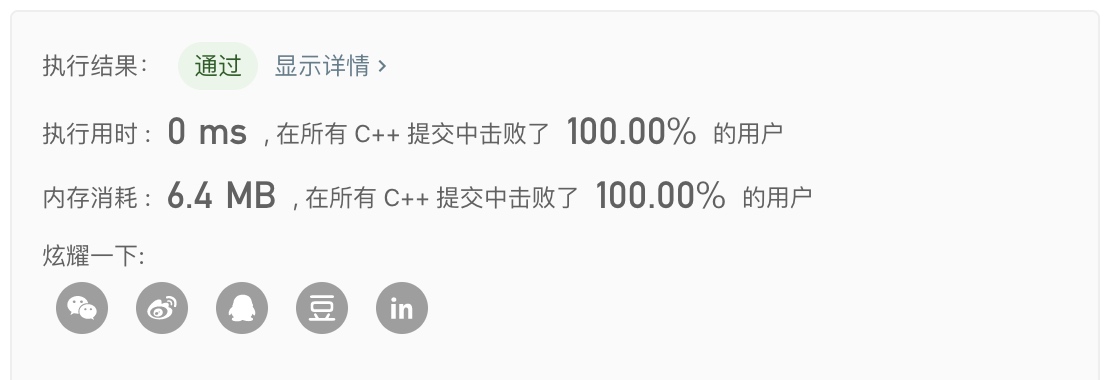 执行结果： 通过 显示详情 >
执行用时 : 0 ms , 在所有 C++ 提交中击败了 100.00% 的用户
内存消耗 : 6.4 MB , 在所有 C++ 提交中击败了 100.00% 的用户
炫耀一下:
豆 in